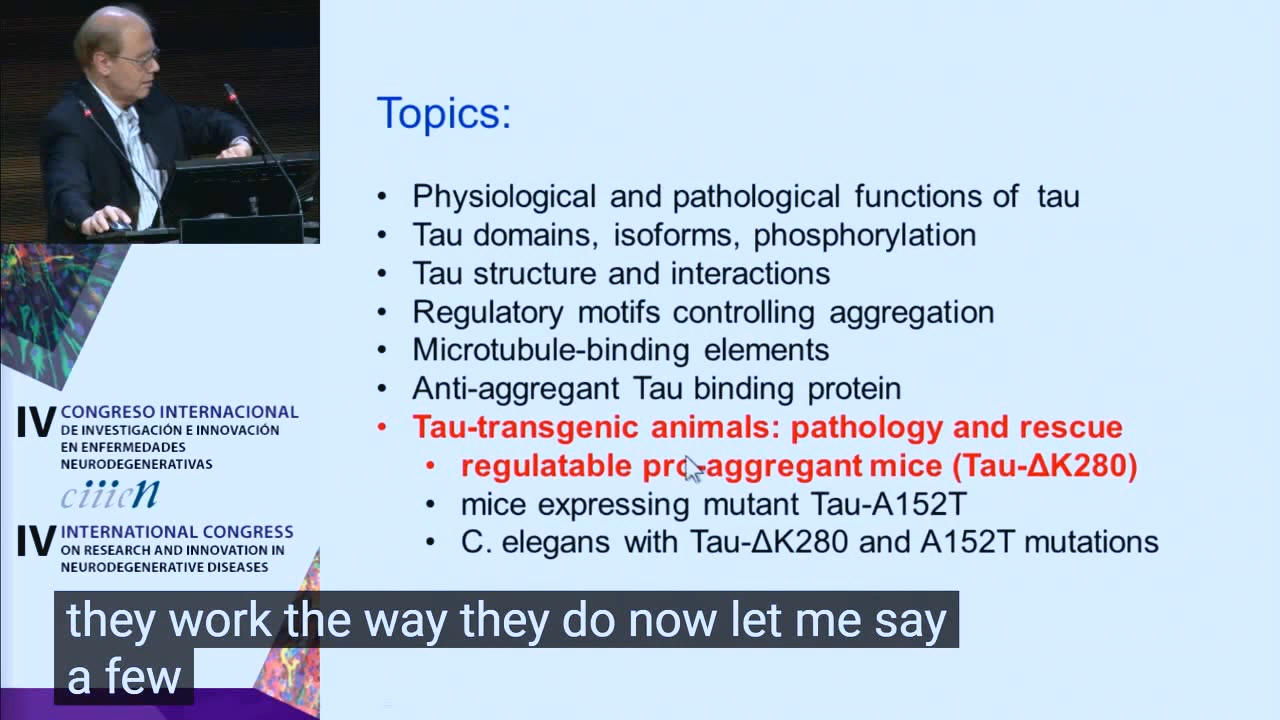 Topics:
• Physiological and pathological functions of tau
• Tau domains, isoforms, phosphorylation
• Tau structure and interactions
• Regulatory motifs controlling aggregation
• Microtubule-binding elements
• Anti-aggregant Tau binding protein
• Tau-transgenic animals: pathology and rescue
• regulatable pro-aggregant mice (Tau-ΔK280)
• mice expressing mutant Tau-A152T
• C. elegans with Tau-ΔK280 and A152T mutations
IV CONGRESO INTERNACIONAL
DE INVESTIGACIÓN E INNOVACIÓN
EN ENFERMEDADES
NEURODEGENERATIVAS
ciiien
IV INTERNATIONAL CONGRESS
ON RESEARCH AND INNOVATION IN
NEURODEGENERATIVE DISEASES
they work the way they do now let me say
a few